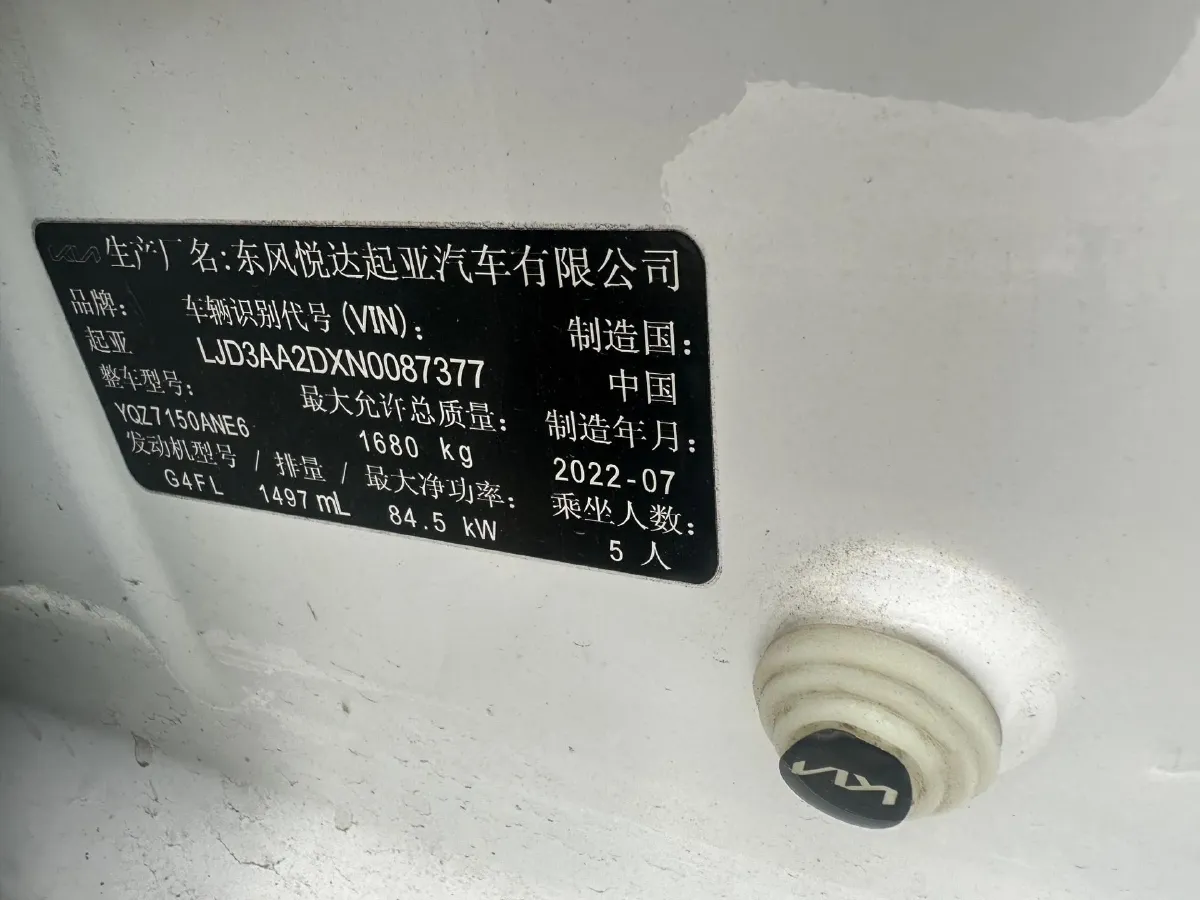 KIA 生产厂名:东风悦达起亚汽车有限公司
品牌: 车辆识别代号(VIN): 制造国:
起亚 LJD3AA2DXN0087377 中国
整车型号: 最大允许总质量: 制造年月:
YQZ7150ANE6 1680 kg 2022-07
发动机型号 / 排量 / 最大净功率: 乘坐人数:
G4FL 1497mL 84.5 kW 5 人
KIA